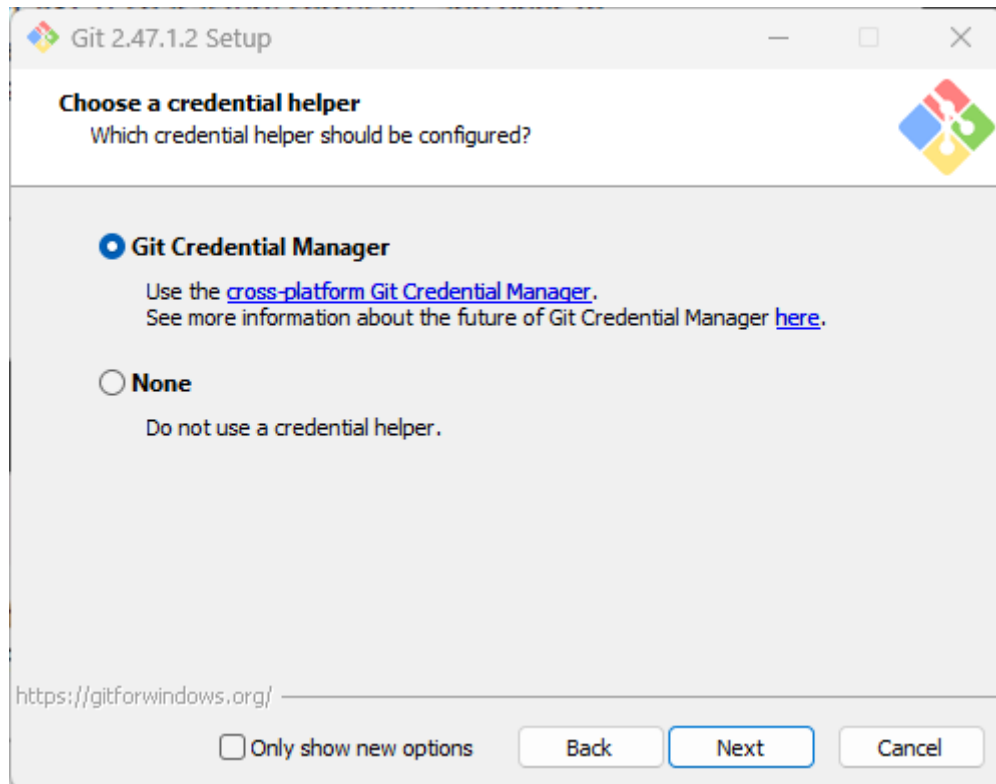 Git 2.47.1.2 Setup
Choose a credential helper
Which credential helper should be configured?
Git Credential Manager
Use the cross-platform Git Credential Manager.
See more information about the future of Git Credential Manager here.
None
Do not use a credential helper.
https://gitforwindows.org/
Only show new options Back Next Cancel